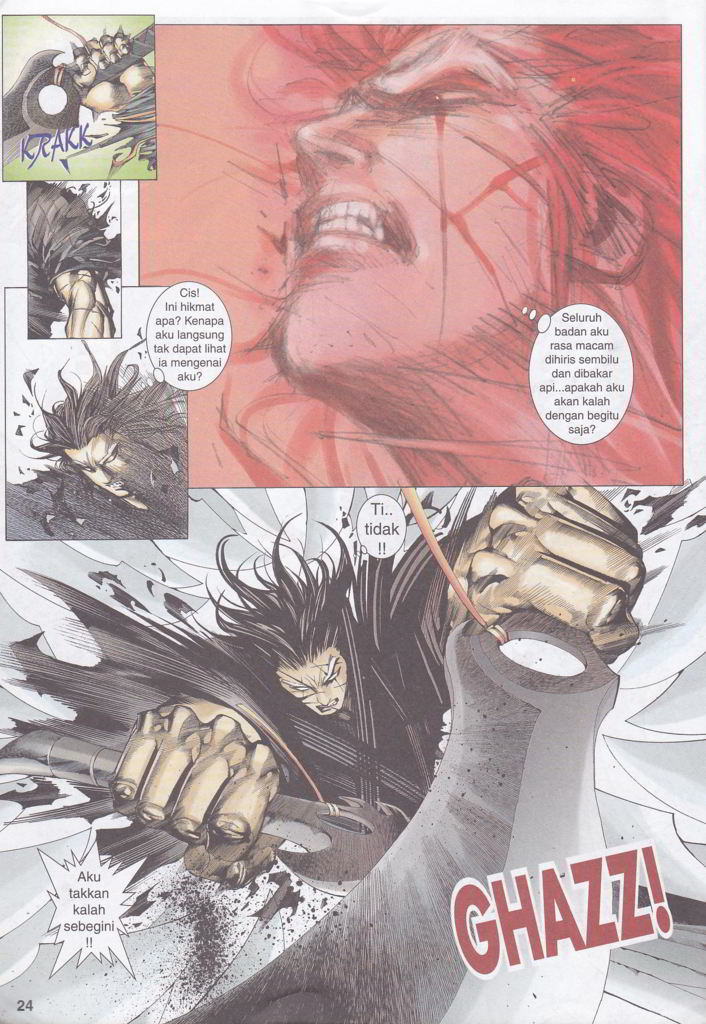 KRAKK
Cis!
Ini hikmat
apa? Kenapa
aku langsung
tak dapat lihat
ia mengenai
aku?
Seluruh
badan aku
rasa macam
dihiris sembilu
dan dibakar
api...apakah aku
akan kalah
dengan begitu
saja?
Ti..
tidak
!!
Aku
takkan
kalah
sebegini
!!
GHAZZ!
24